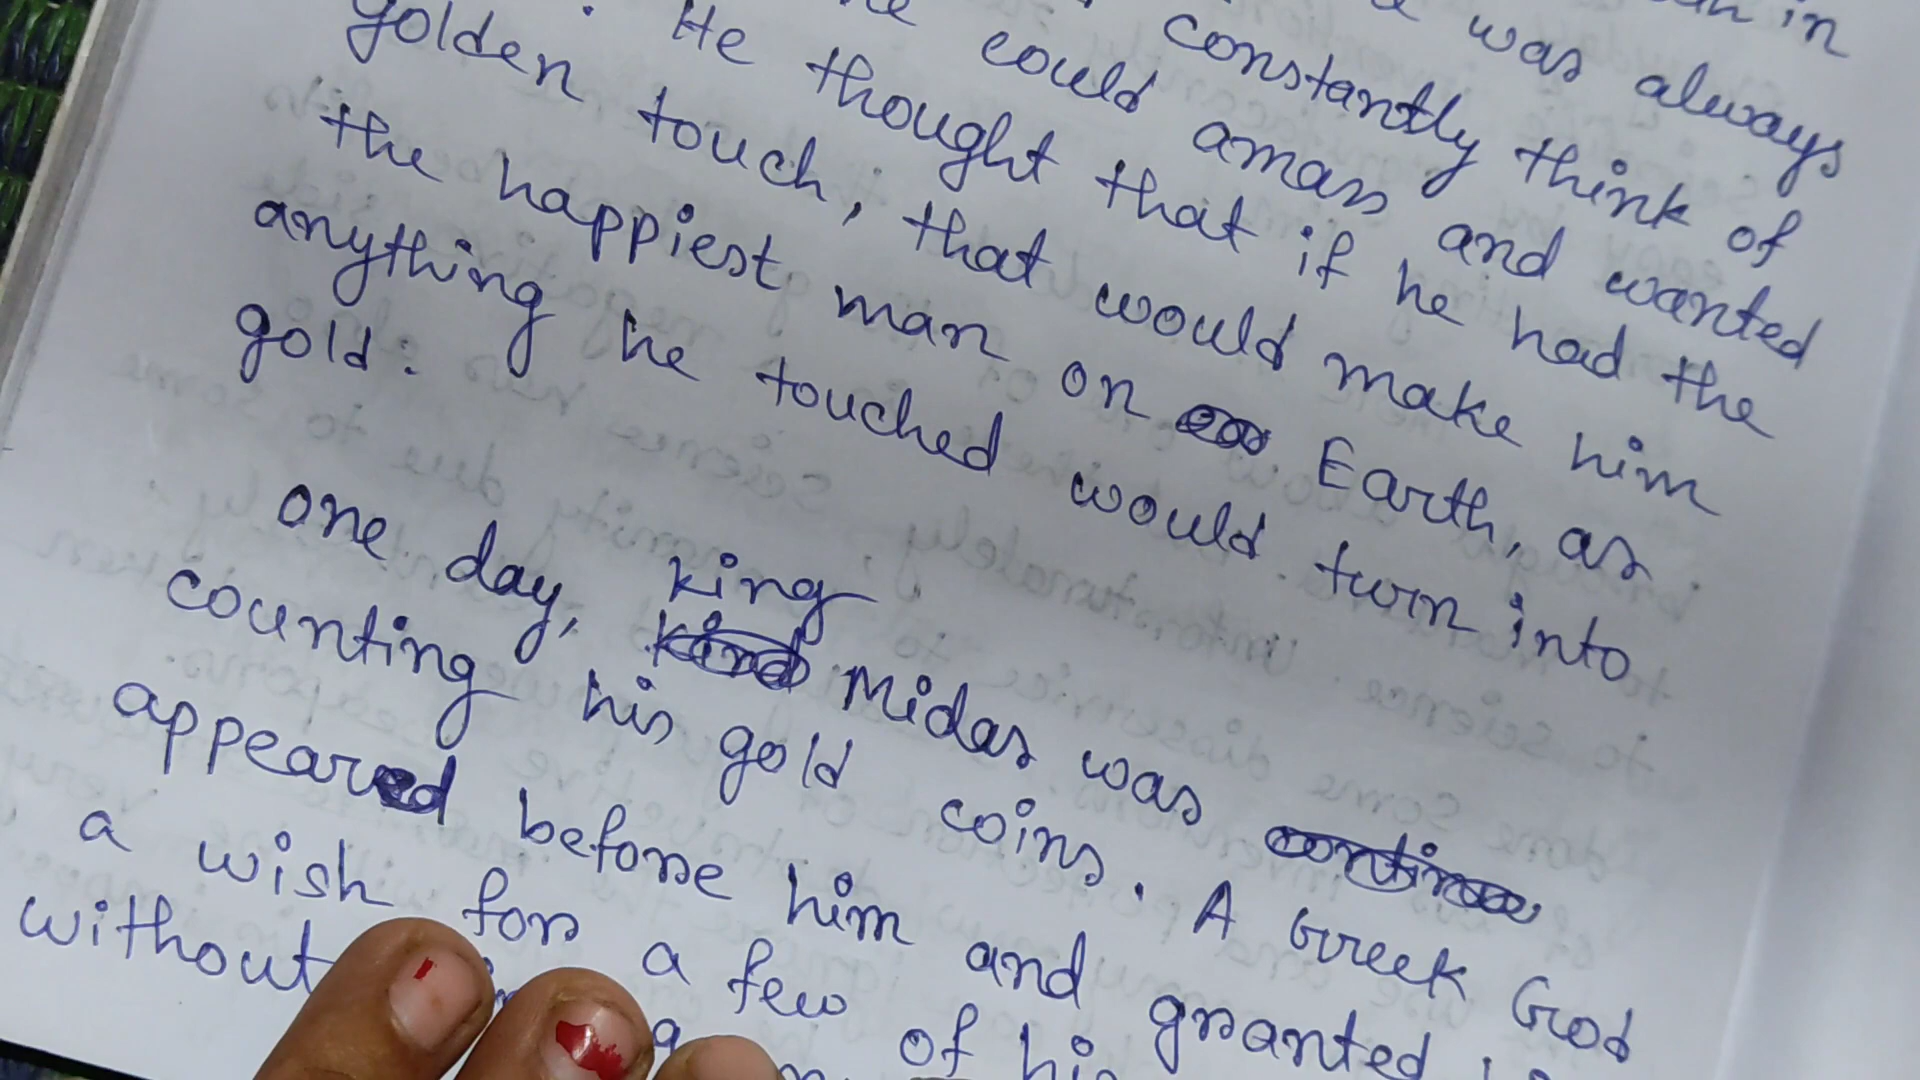 in
was always
constantly think of
he could amass and wanted
. He thought that if he had the
golden touch, that would make him
the happiest man on Earth, as
anything he touched would turn into
gold.
one day, king Midas was
counting his gold coins. A Greek God
appeared before him and granted
a wish for a few of
without